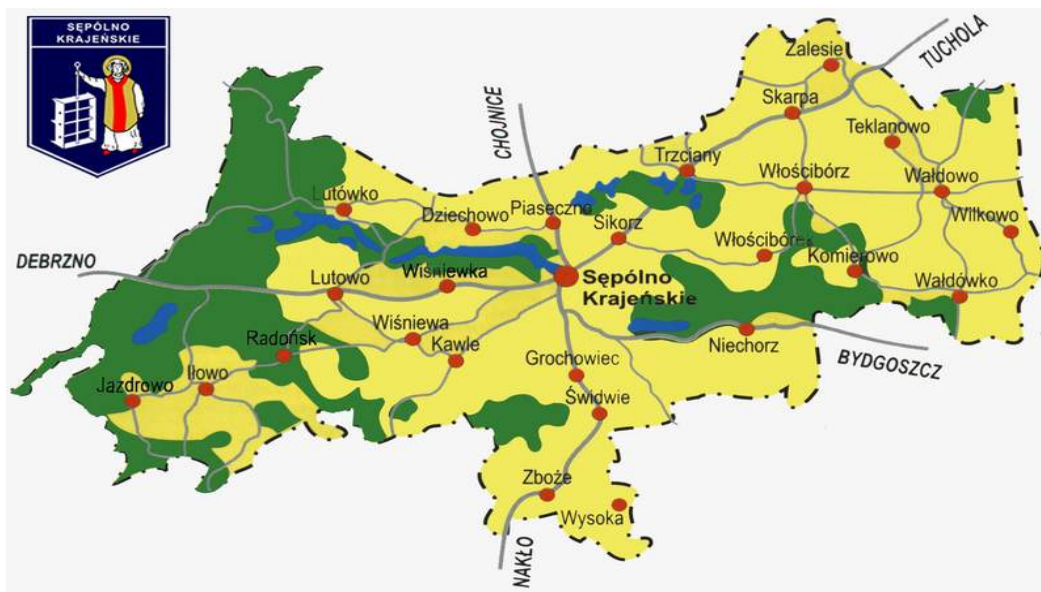 SĘPÓLNO
KRAJEŃSKIE
Zalesie
TUCHOLA
CHOJNICE
Skarpa
Teklanowo
Trzciany
Włościbórz
Wałdowo
Lutówko
Dziechowo
Piaseczno
Sikorz
Wilkowo
Włościbórek
Komierowo
DEBRZNO
Lutowo
Wiśniewka
Sępólno
Krajeńskie
Wałdówko
Radońsk
Wiśniewa
Kawle
Niechorz
BYDGOSZCZ
Grochowiec
Jazdrowo
Iłowo
Świdwie
Zboże
Wysoka
NAKŁO